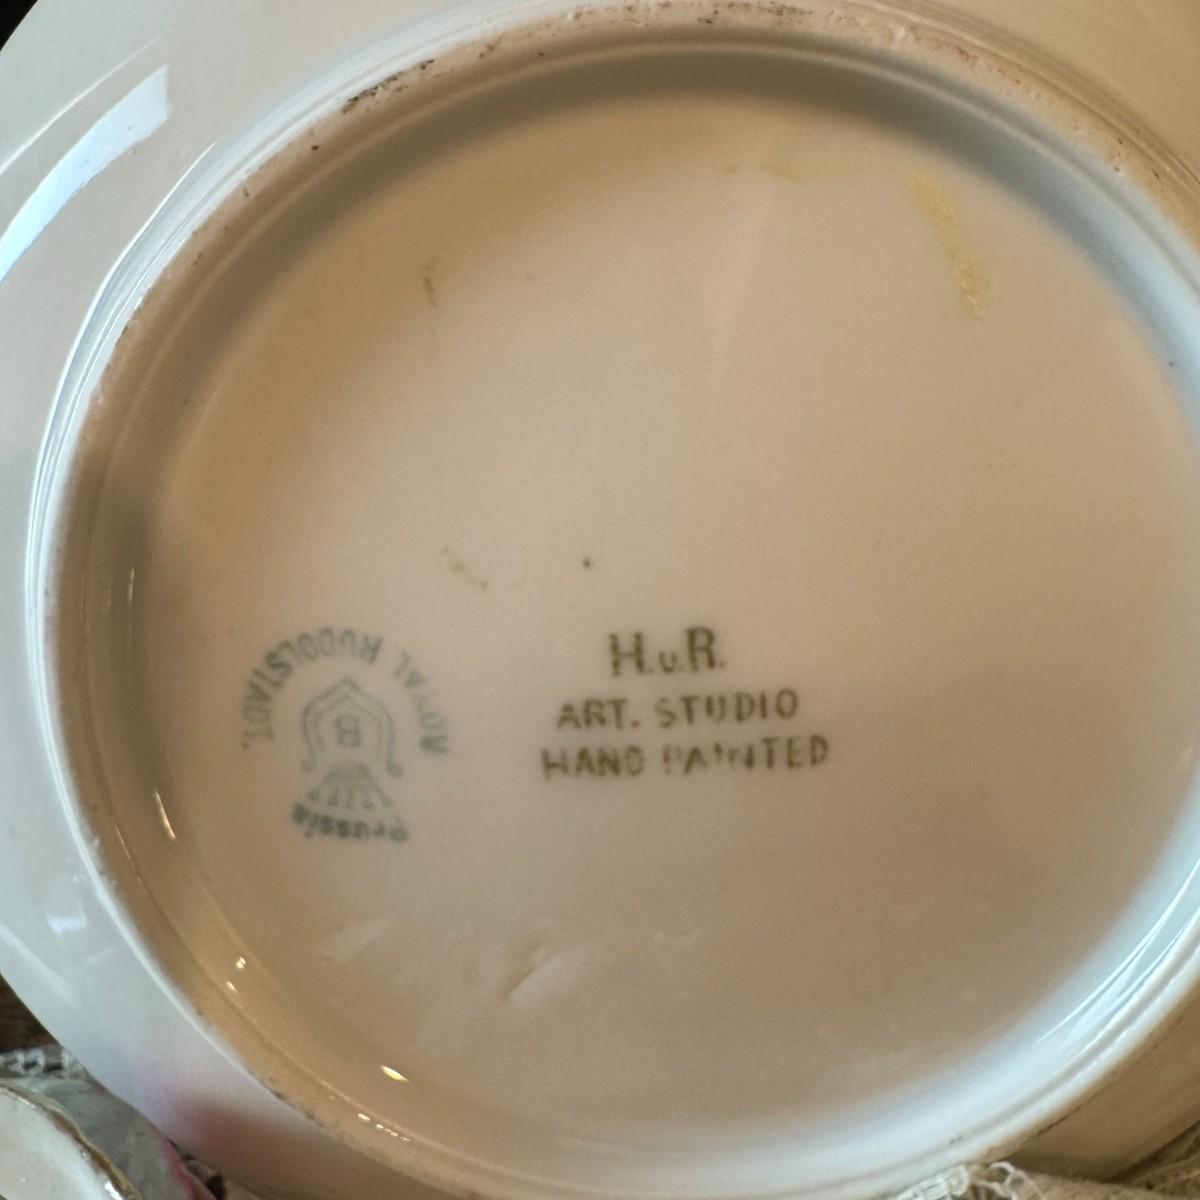 H.u.R.
ART. STUDIO
HAND PAINTED
ROYAL RUDOLSTADT.
B
Prussia